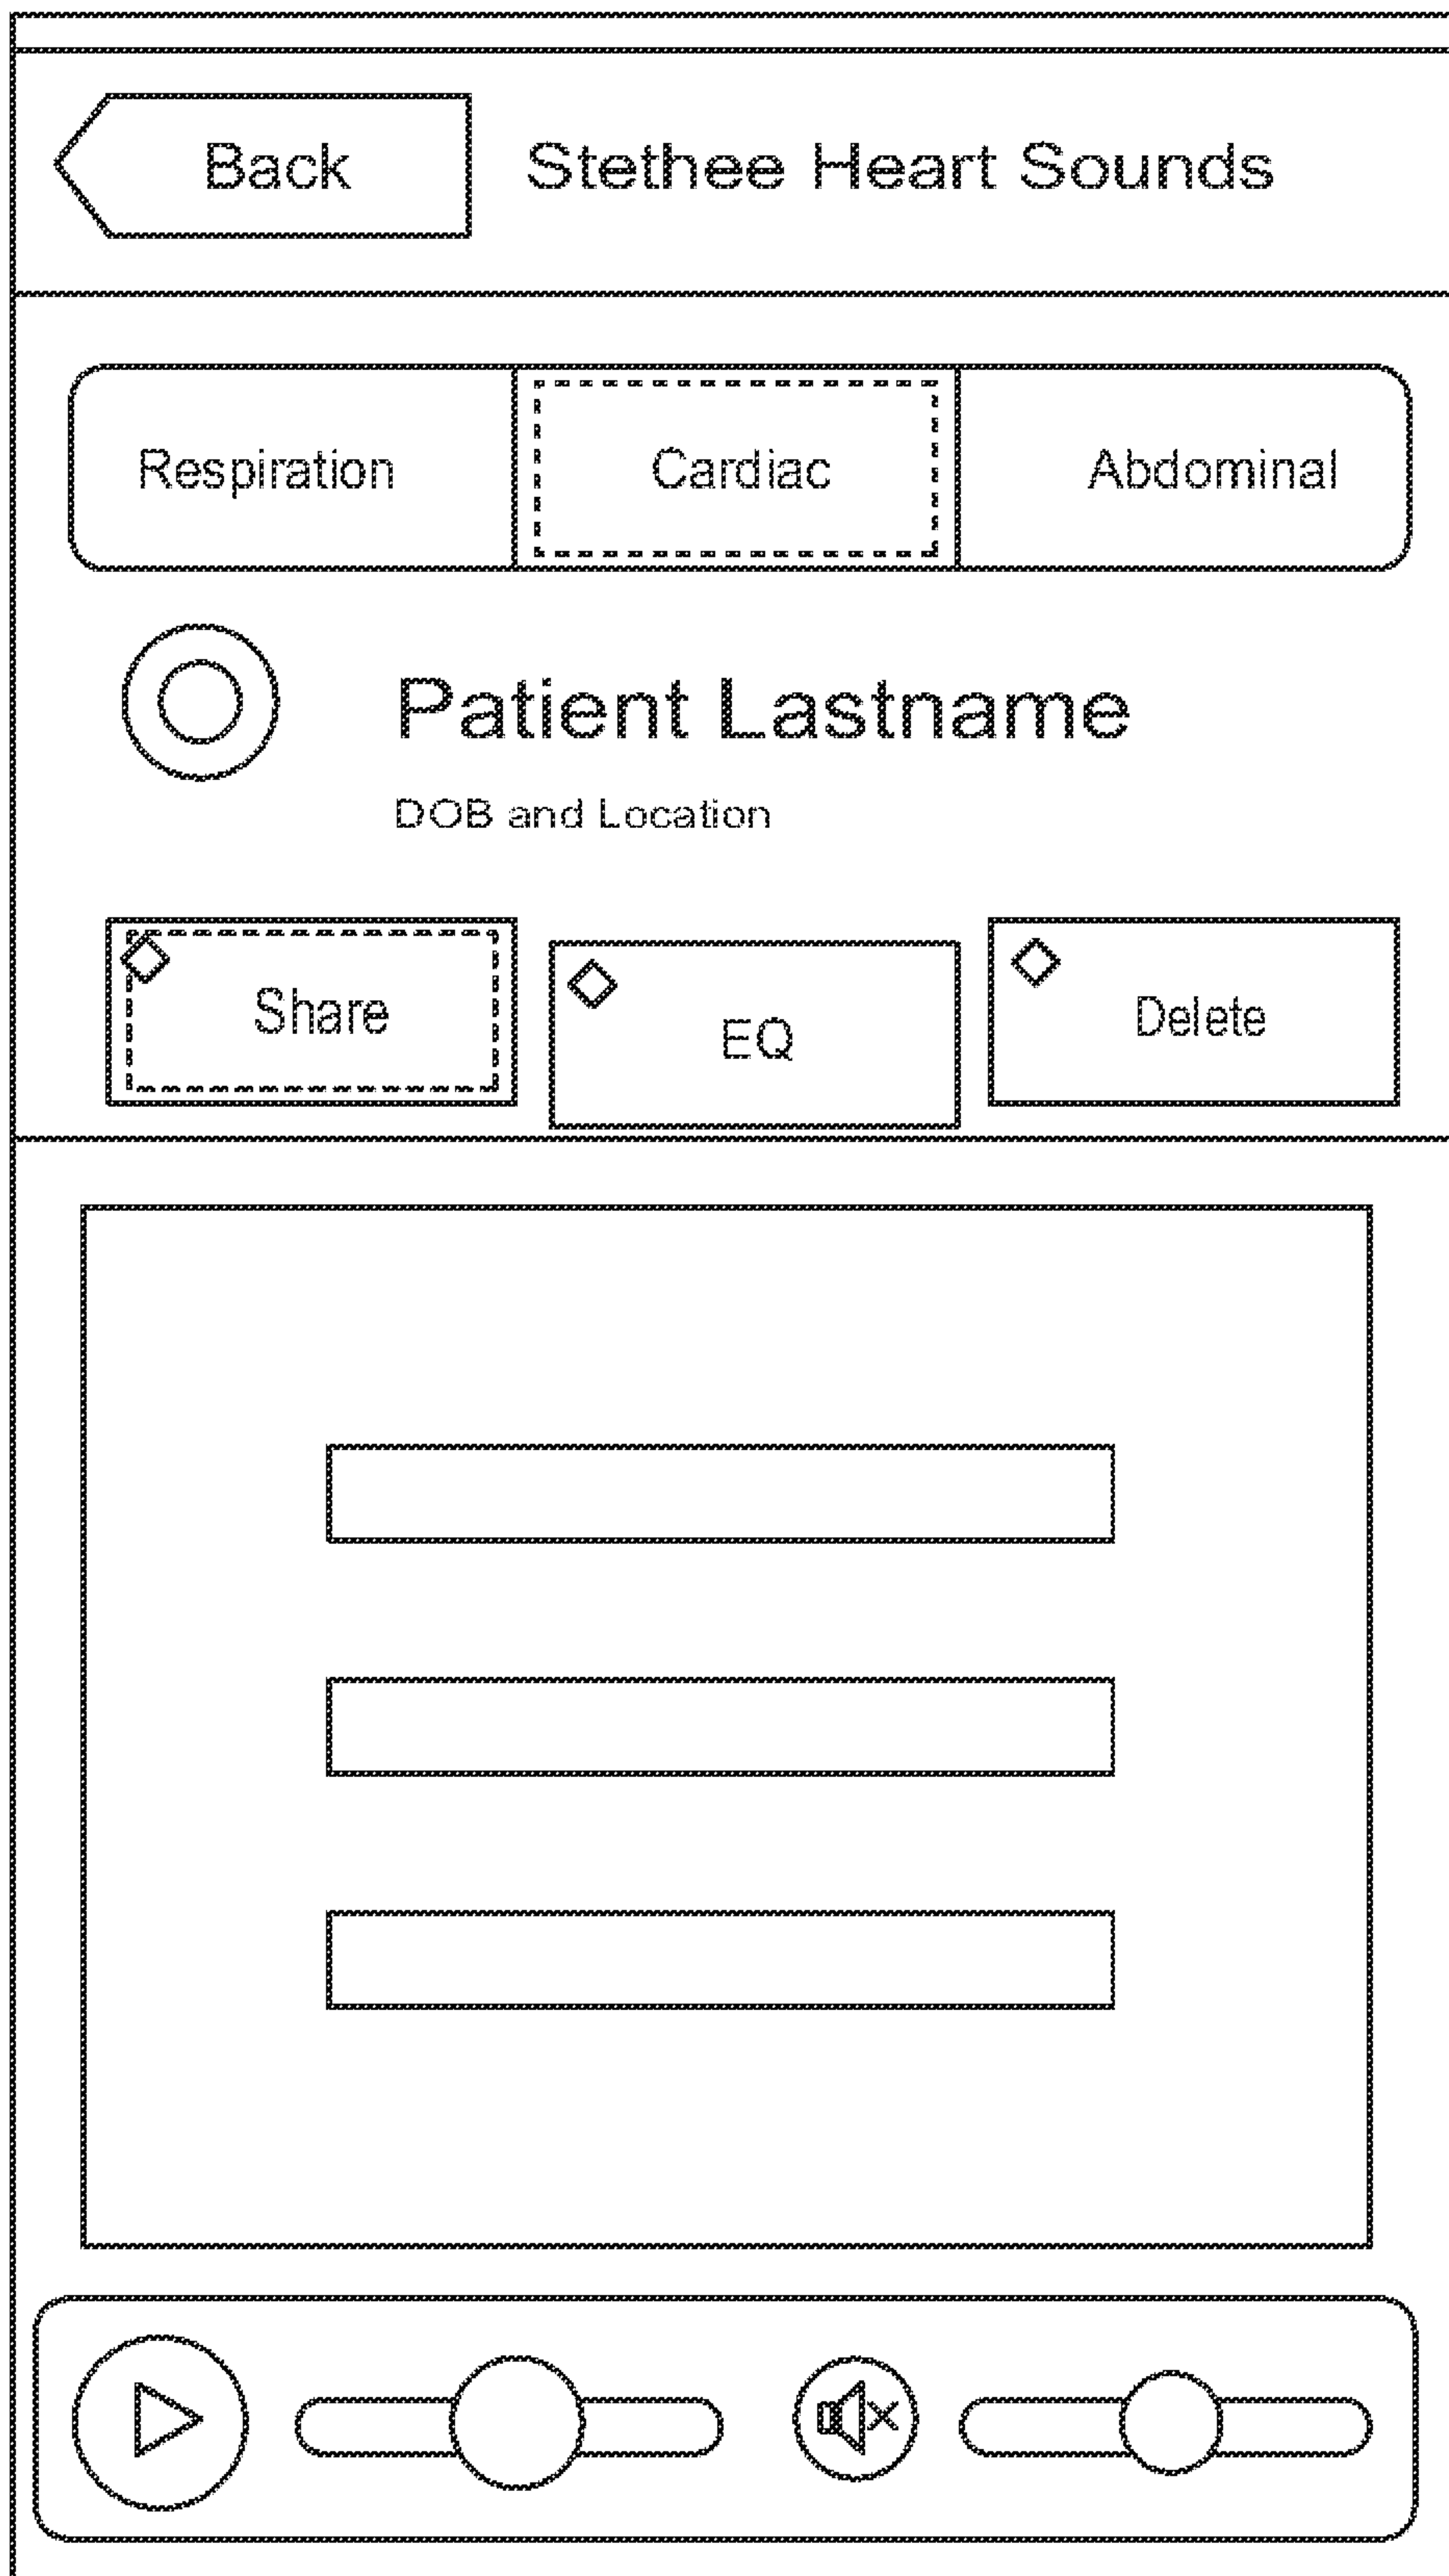 Back Stethee Heart Sounds
Respiration Cardiac Abdominal
Patient Lastname
DOB and Location
Share EQ Delete